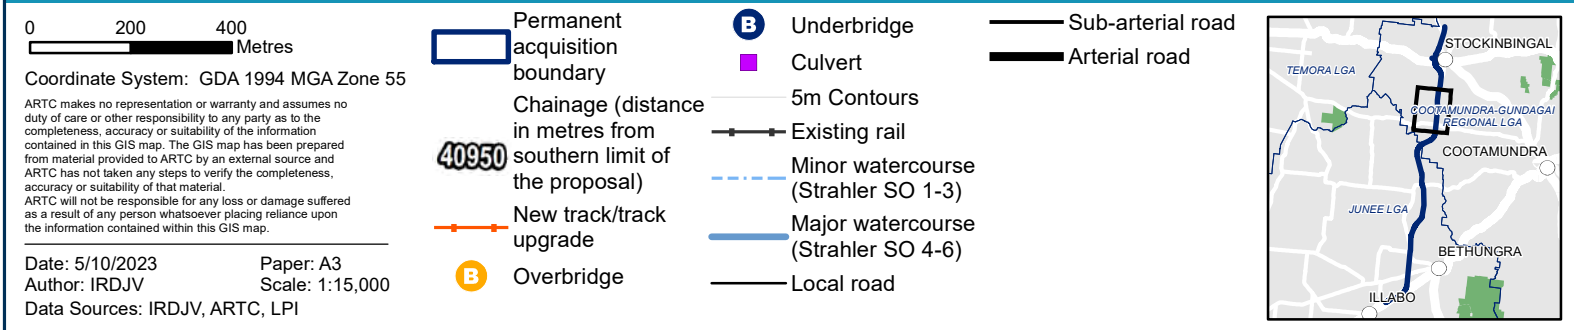 0 200 400
Metres
Coordinate System: GDA 1994 MGA Zone 55
ARTC makes no representation or warranty and assumes no
duty of care or other responsibility to any party as to the
completeness, accuracy or suitability of the information
contained in this GIS map. The GIS map has been prepared
from material provided to ARTC by an external source and
ARTC has not taken any steps to verify the completeness,
accuracy or suitability of that material.
ARTC will not be responsible for any loss or damage suffered
as a result of any person whatsoever placing reliance upon
the information contained within this GIS map.
Date: 5/10/2023 Paper: A3
Author: IRDJV Scale: 1:15,000
Data Sources: IRDJV, ARTC, LPI
Permanent
acquisition
boundary
40950
Chainage (distance
in metres from
southern limit of
the proposal)
New track/track
upgrade
B Overbridge
B Underbridge
Culvert
5m Contours
Existing rail
Minor watercourse
(Strahler SO 1-3)
Major watercourse
(Strahler SO 4-6)
Local road
Sub-arterial road
Arterial road
STOCKINBINGAL
TEMORA LGA
COOTAMUNDRA-GUNDAGAI
REGIONAL LGA
COOTAMUNDRA
JUNEE LGA
BETHUNGRA
ILLABO